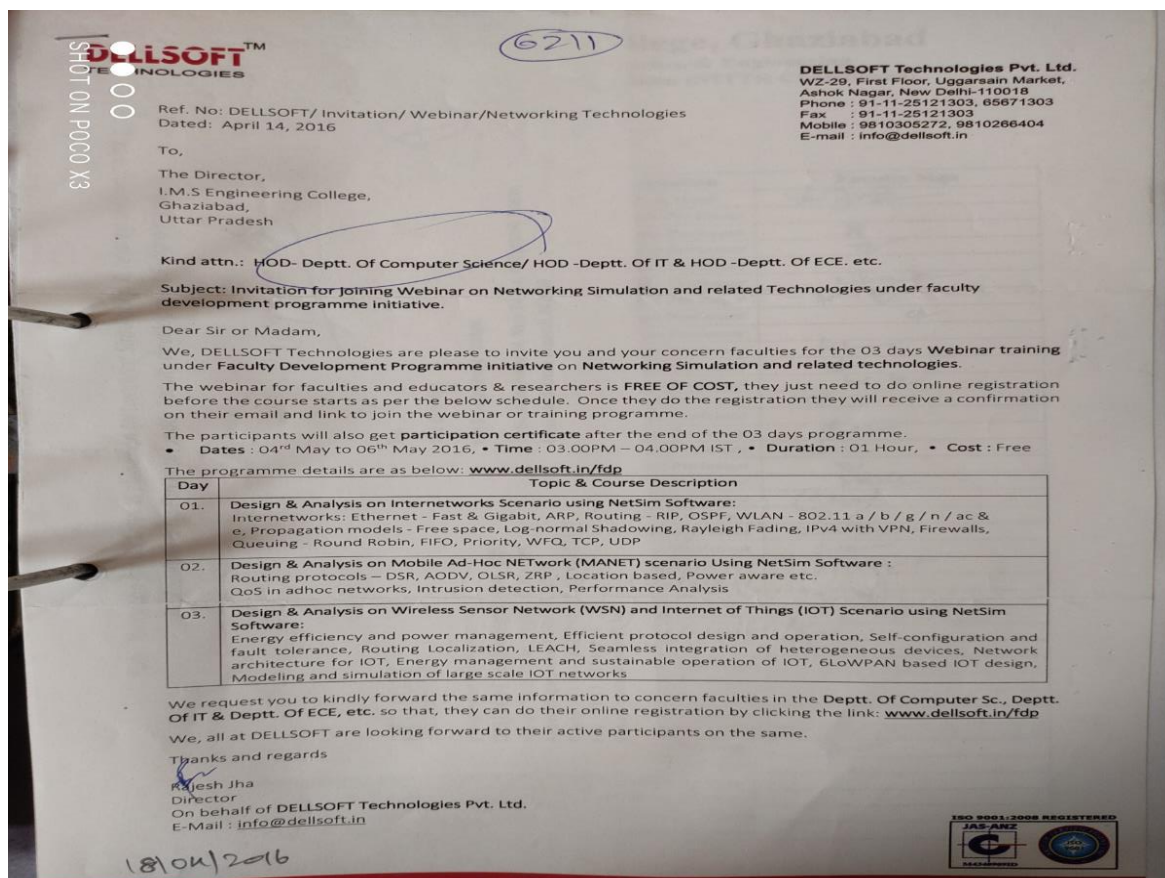 6211
DELLSOFT™
TECHNOLOGIES
SHOT ON POCO X3
DELLSOFT Technologies Pvt. Ltd.
WZ-29, First Floor, Uggarsain Market,
Ashok Nagar, New Delhi-110018
Phone : 91-11-25121303, 65671303
Fax : 91-11-25121303
Mobile : 9810305272, 9810266404
E-mail : info@dellsoft.in
Ref. No: DELLSOFT/ Invitation/ Webinar/Networking Technologies
Dated: April 14, 2016
To,
The Director,
I.M.S Engineering College,
Ghaziabad,
Uttar Pradesh
Kind attn.: HOD- Deptt. Of Computer Science/ HOD -Deptt. Of IT & HOD -Deptt. Of ECE. etc.
Subject: Invitation for joining Webinar on Networking Simulation and related Technologies under faculty
development programme initiative.
Dear Sir or Madam,
We, DELLSOFT Technologies are please to invite you and your concern faculties for the 03 days Webinar training
under Faculty Development Programme initiative on Networking Simulation and related technologies.
The webinar for faculties and educators & researchers is FREE OF COST, they just need to do online registration
before the course starts as per the below schedule. Once they do the registration they will receive a confirmation
on their email and link to join the webinar or training programme.
The participants will also get participation certificate after the end of the 03 days programme.
• Dates : 04rd May to 06th May 2016, • Time : 03.00PM – 04.00PM IST , • Duration : 01 Hour, • Cost : Free
The programme details are as below: www.dellsoft.in/fdp
Day Topic & Course Description
01. Design & Analysis on Internetworks Scenario using NetSim Software:
Internetworks: Ethernet - Fast & Gigabit, ARP, Routing - RIP, OSPF, WLAN - 802.11 a / b / g / n / ac &
e, Propagation models - Free space, Log-normal Shadowing, Rayleigh Fading, IPv4 with VPN, Firewalls,
Queuing - Round Robin, FIFO, Priority, WFQ, TCP, UDP
02. Design & Analysis on Mobile Ad-Hoc NETwork (MANET) scenario Using NetSim Software :
Routing protocols – DSR, AODV, OLSR, ZRP , Location based, Power aware etc.
QoS in adhoc networks, Intrusion detection, Performance Analysis
03. Design & Analysis on Wireless Sensor Network (WSN) and Internet of Things (IOT) Scenario using NetSim
Software:
Energy efficiency and power management, Efficient protocol design and operation, Self-configuration and
fault tolerance, Routing Localization, LEACH, Seamless integration of heterogeneous devices, Network
architecture for IOT, Energy management and sustainable operation of IOT, 6LoWPAN based IOT design,
Modeling and simulation of large scale IOT networks
We request you to kindly forward the same information to concern faculties in the Deptt. Of Computer Sc., Deptt.
Of IT & Deptt. Of ECE, etc. so that, they can do their online registration by clicking the link: www.dellsoft.in/fdp
We, all at DELLSOFT are looking forward to their active participants on the same.
Thanks and regards
Rajesh Jha
Director
On behalf of DELLSOFT Technologies Pvt. Ltd.
E-Mail : info@dellsoft.in
18/04/2016
ISO 9001:2008 REGISTERED
JAS-ANZ